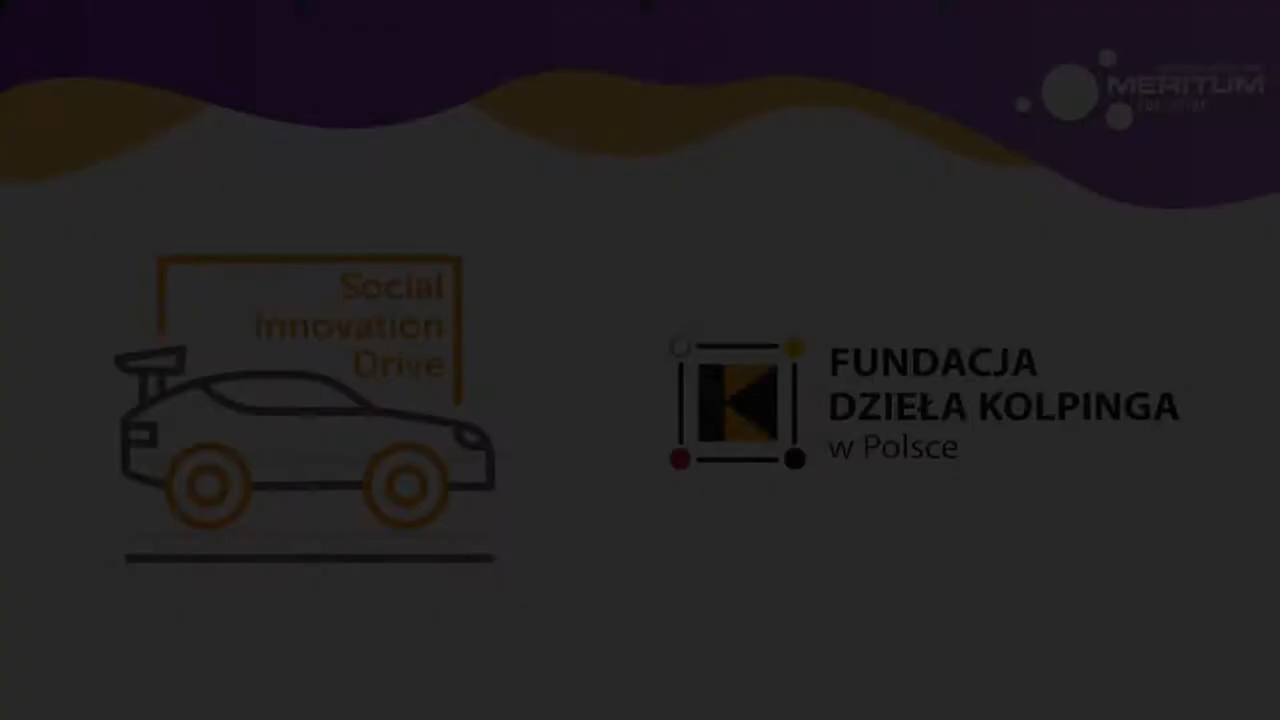 MERITUM
Social
Innovation
Drive
FUNDACJA
DZIEŁA KOLPINGA
w Polsce